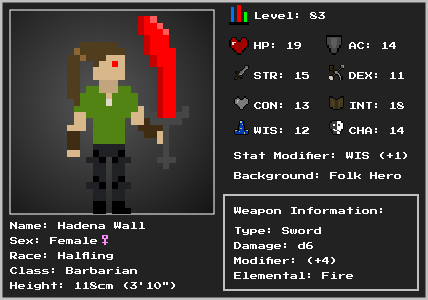 Level: 83
HP: 19 AC: 14
STR: 15 DEX: 11
CON: 13 INT: 18
WIS: 12 CHA: 14
Stat Modifier: WIS (+1)
Background: Folk Hero
Weapon Information:
Type: Sword
Damage: d6
Modifier: (+4)
Elemental: Fire
Name: Hadena Wall
Sex: Female♀
Race: Halfling
Class: Barbarian
Height: 118cm (3'10")